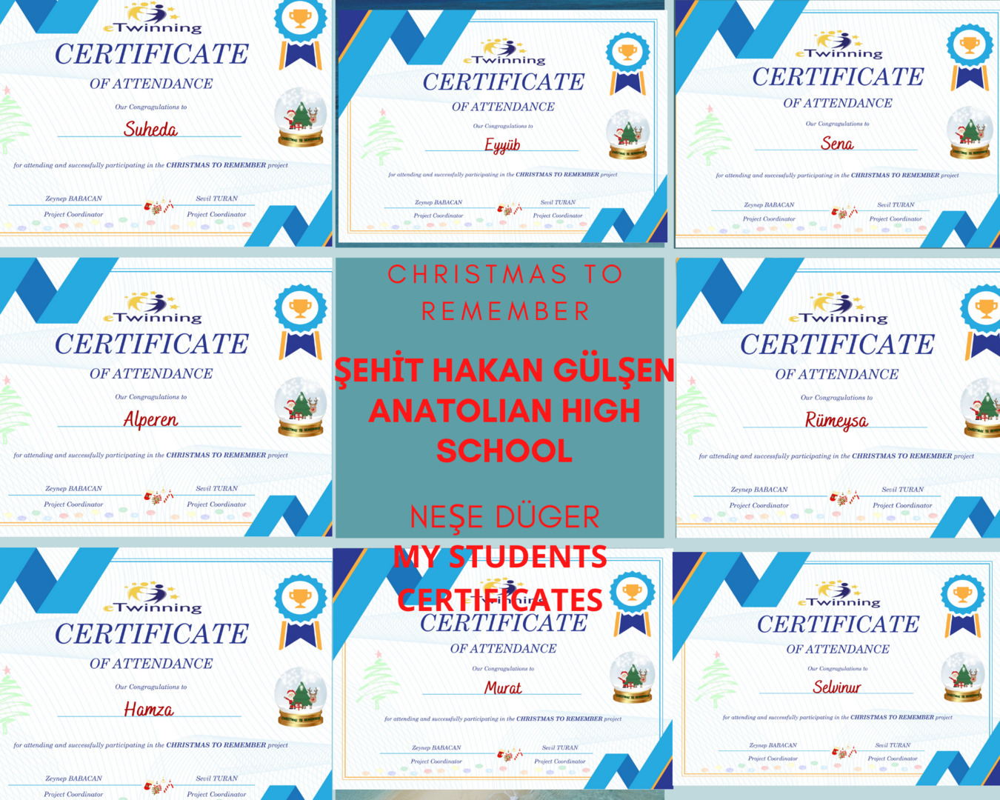 eTwinning
CERTIFICATE
OF ATTENDANCE
Our Congragulations to
Suheda
for attending and successfully participating in the CHRISTMAS TO REMEMBER project
Zeynep BABACAN
Sevil TURAN
Project Coordinator
Project Coordinator
CHRISTMAS TO REMEMBER
eTwinning
CERTIFICATE
OF ATTENDANCE
Our Congragulations to
Eyyüb
for attending and successfully participating in the CHRISTMAS TO REMEMBER project
Zeynep BABACAN
Sevil TURAN
Project Coordinator
Project Coordinator
eTwinning
CERTIFICATE
OF ATTENDANCE
Our Congragulations to
Sena
for attending and successfully participating in the CHRISTMAS TO REMEMBER project
Zeynep BABACAN
Sevil TURAN
Project Coordinator
Project Coordinator
eTwinning
CERTIFICATE
OF ATTENDANCE
Our Congragulations to
Alperen
for attending and successfully participating in the CHRISTMAS TO REMEMBER project
Zeynep BABACAN
Sevil TURAN
Project Coordinator
Project Coordinator
CHRISTMAS TO REMEMBER
CHRISTMAS TO
REMEMBER
ŞEHİT HAKAN GÜLŞEN
ANATOLIAN HIGH
SCHOOL
NEŞE DÜGER
MY STUDENTS
CERTIFICATES
eTwinning
CERTIFICATE
OF ATTENDANCE
Our Congragulations to
Rümeysa
for attending and successfully participating in the CHRISTMAS TO REMEMBER project
Zeynep BABACAN
Sevil TURAN
Project Coordinator
Project Coordinator
eTwinning
CERTIFICATE
OF ATTENDANCE
Our Congragulations to
Hamza
for attending and successfully participating in the CHRISTMAS TO REMEMBER project
Zeynep BABACAN
Sevil TURAN
Project Coordinator
Project Coordinator
CHRISTMAS TO REMEMBER
eTwinning
CERTIFICATE
OF ATTENDANCE
Our Congragulations to
Murat
for attending and successfully participating in the CHRISTMAS TO REMEMBER project
Zeynep BABACAN
Sevil TURAN
Project Coordinator
Project Coordinator
eTwinning
CERTIFICATE
OF ATTENDANCE
Our Congragulations to
Selvinur
for attending and successfully participating in the CHRISTMAS TO REMEMBER project
Zeynep BABACAN
Sevil TURAN
Project Coordinator
Project Coordinator